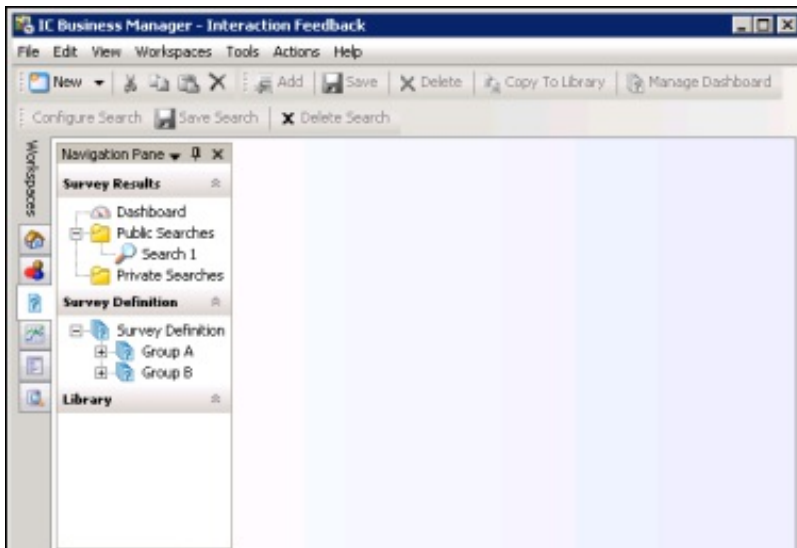 IC Business Manager - Interaction Feedback
File Edit View Workspaces Tools Actions Help
New Add Save Delete Copy To Library Manage Dashboard
Configure Search Save Search Delete Search
Workspaces
Navigation Pane
Survey Results
Dashboard
Public Searches
Search 1
Private Searches
Survey Definition
Survey Definition
Group A
Group B
Library